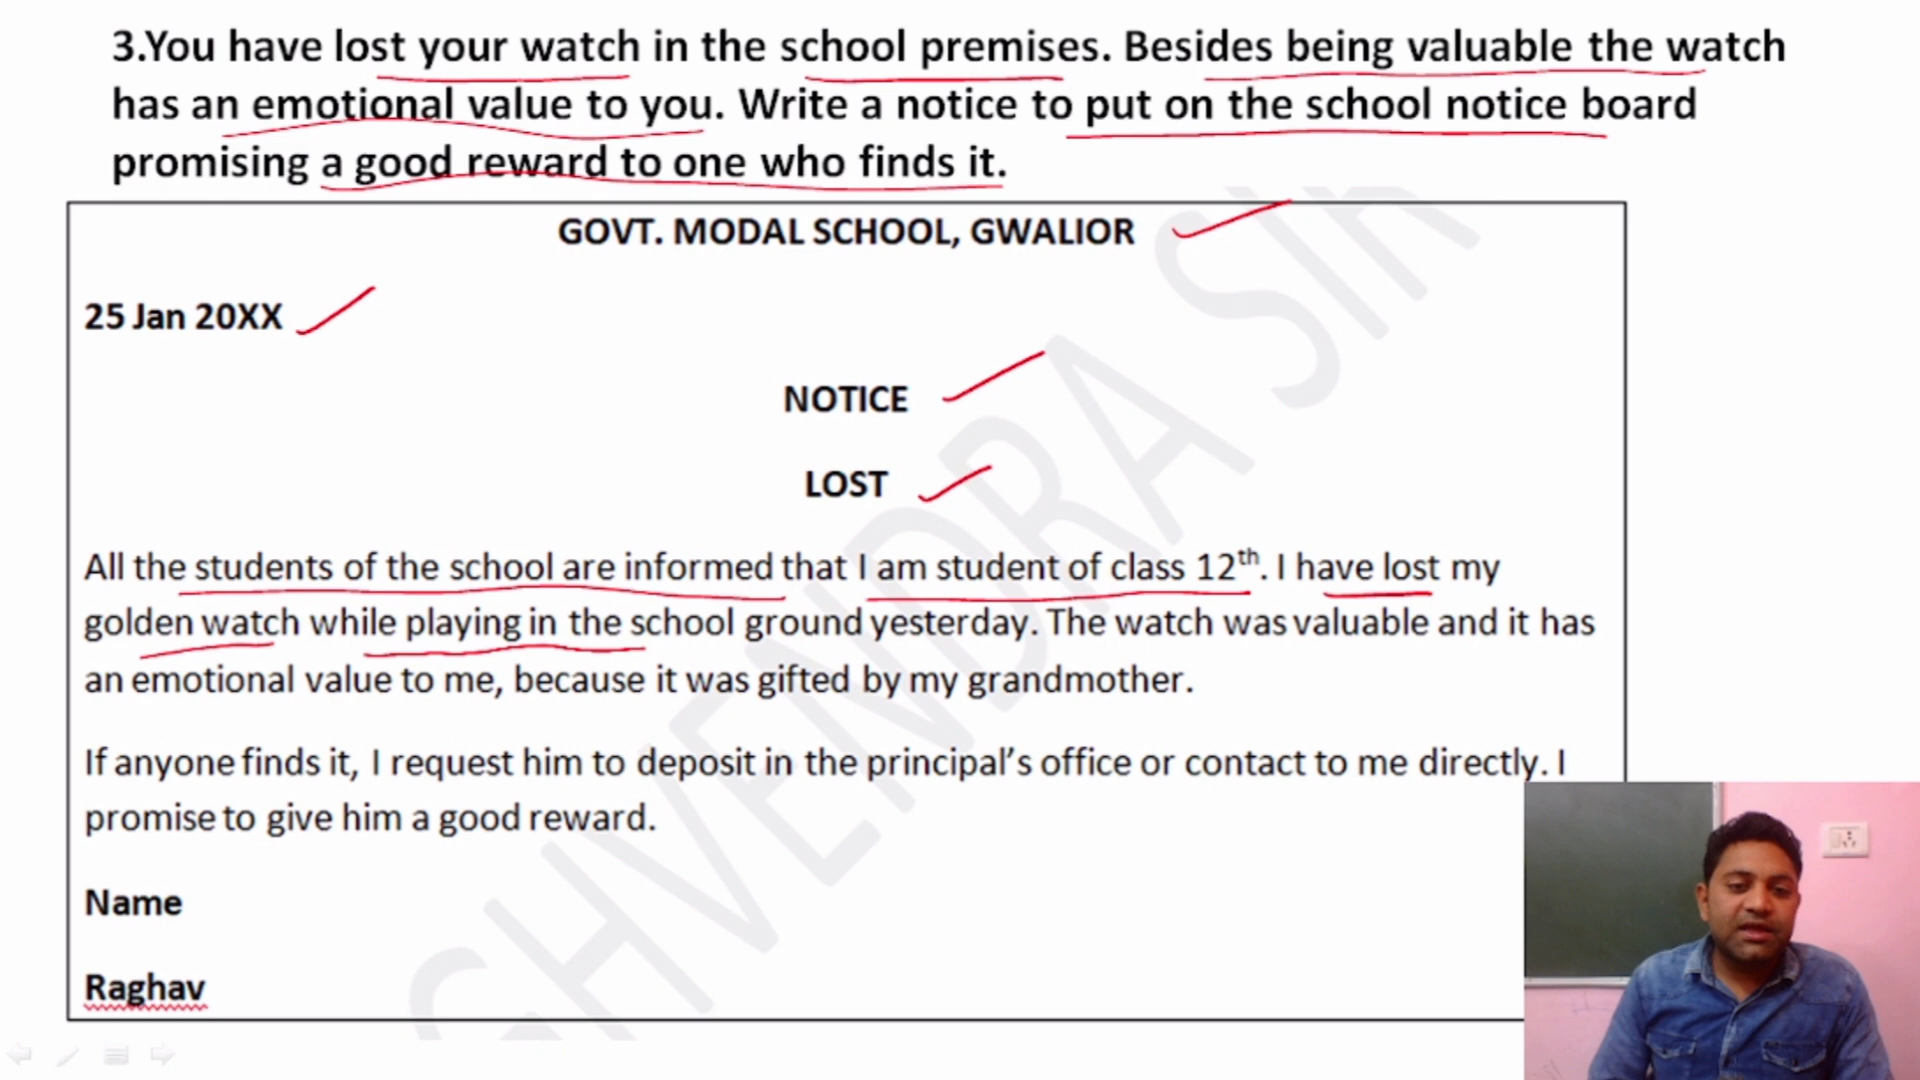 3.You have lost your watch in the school premises. Besides being valuable the watch
has an emotional value to you. Write a notice to put on the school notice board
promising a good reward to one who finds it.
GOVT. MODAL SCHOOL, GWALIOR
25 Jan 20XX
NOTICE
LOST
All the students of the school are informed that I am student of class 12th. I have lost my
golden watch while playing in the school ground yesterday. The watch was valuable and it has
an emotional value to me, because it was gifted by my grandmother.
If anyone finds it, I request him to deposit in the principal's office or contact to me directly. I
promise to give him a good reward.
Name
Raghav
GHVENDRA SIR